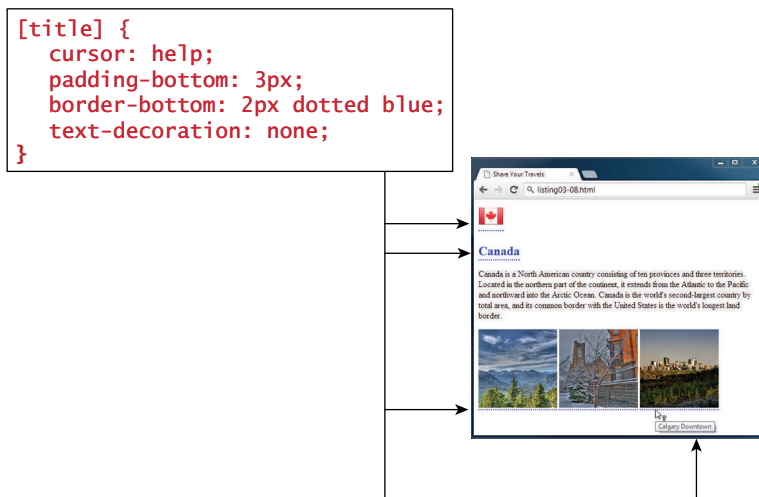 [title] {
cursor: help;
padding-bottom: 3px;
border-bottom: 2px dotted blue;
text-decoration: none;
}
Share Your Travels
listing03-08.html
Canada
Canada is a North American country consisting of ten provinces and three territories.
Located in the northern part of the continent, it extends from the Atlantic to the Pacific
and northward into the Arctic Ocean. Canada is the world's second-largest country by
total area, and its common border with the United States is the world's longest land
border.
Calgary Downtown